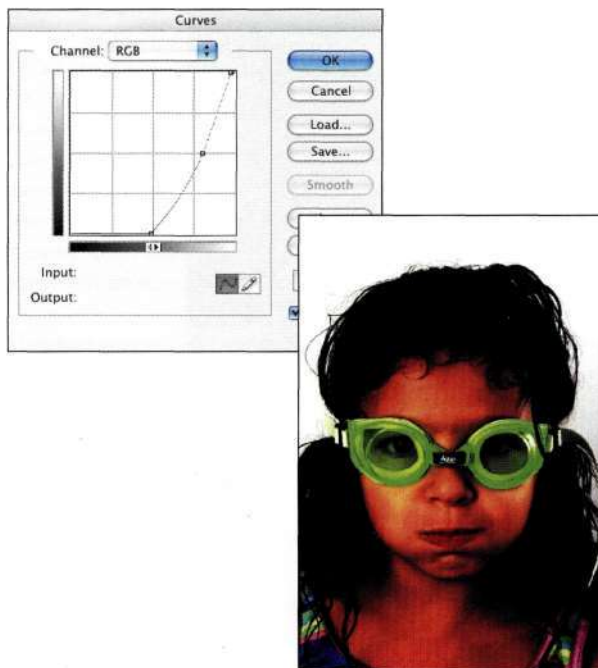 Curves
Channel: RGB
OK
Cancel
Load...
Save...
Smooth
Input:
Output: